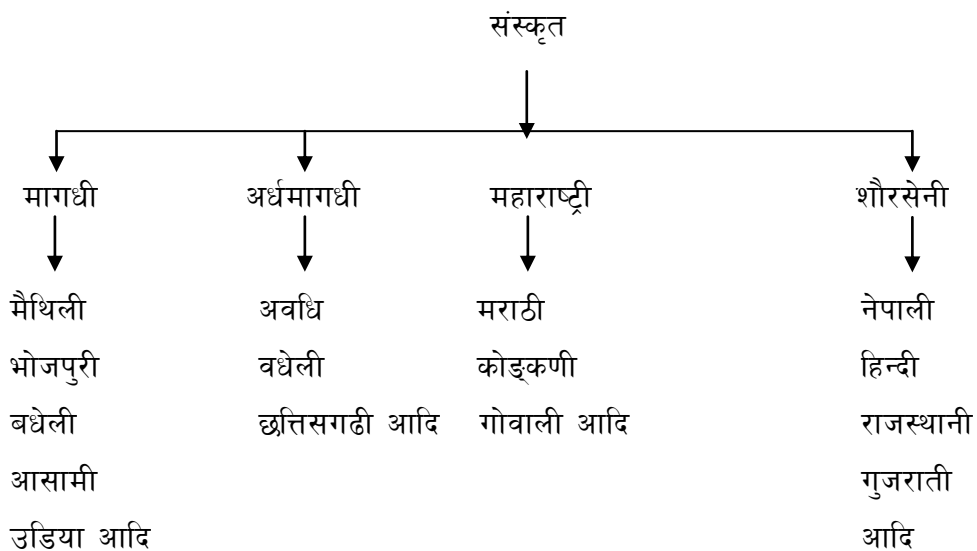 संस्कृत
मागधी अर्धमागधी महाराष्ट्री शौरसेनी
मैथिली अवधि मराठी नेपाली
भोजपुरी वधेली कोङ्कणी हिन्दी
बधेली छत्तिसगढी आदि गोवाली आदि राजस्थानी
आसामी गुजराती
उडिया आदि आदि